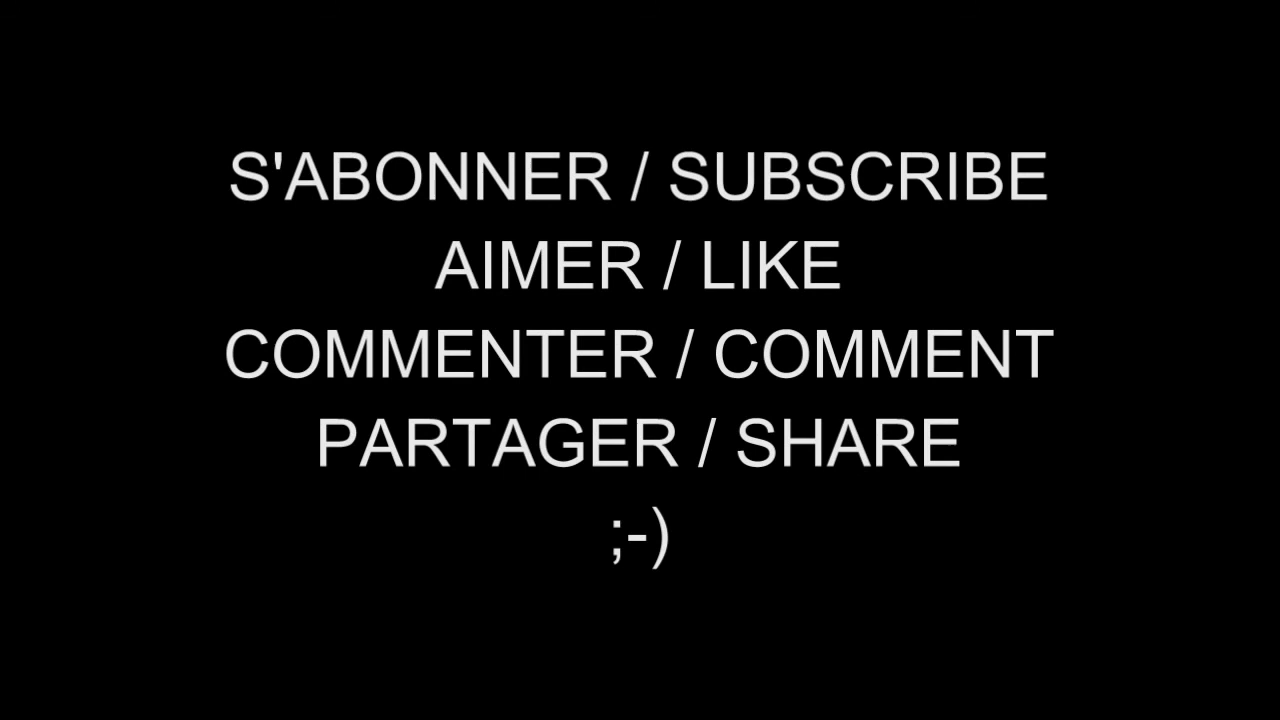 S'ABONNER / SUBSCRIBE
AIMER / LIKE
COMMENTER / COMMENT
PARTAGER / SHARE
;-)